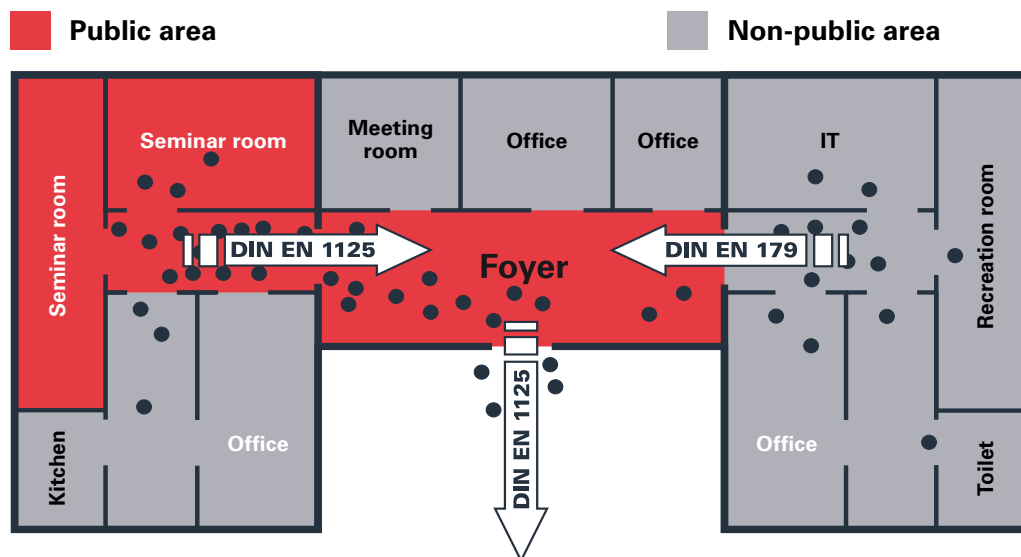 Public area
Non-public area
Seminar room
Meeting
room
Office
Office
IT
Seminar room
DIN EN 1125
Foyer
DIN EN 179
Recreation room
DIN EN 1125
Kitchen
Office
Office
Toilet